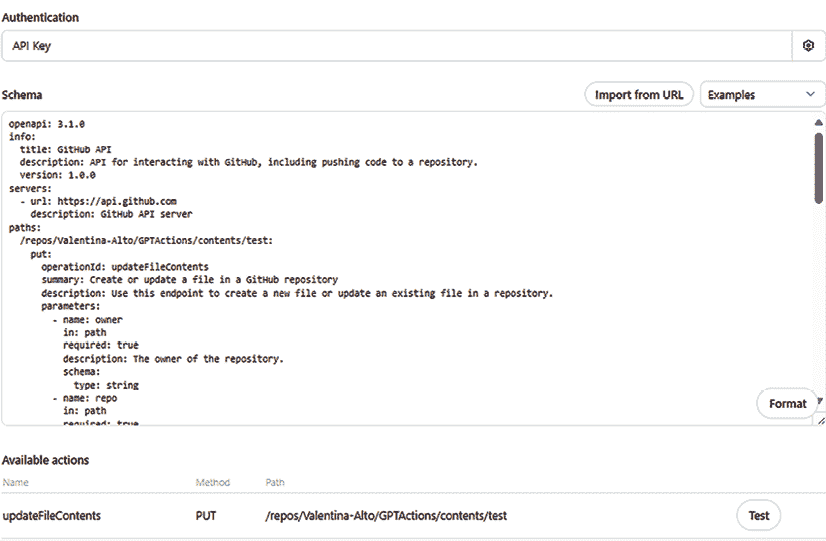 Authentication
API Key
Schema
Import from URL
Examples
openapi: 3.1.0
info:
  title: GitHub API
  description: API for interacting with GitHub, including pushing code to a repository.
  version: 1.0.0
servers:
  - url: https://api.github.com
    description: GitHub API server
paths:
  /repos/Valentina-Alto/GPTActions/contents/test:
    put:
      operationId: updateFileContents
      summary: Create or update a file in a GitHub repository
      description: Use this endpoint to create a new file or update an existing file in a repository.
      parameters:
        - name: owner
          in: path
          required: true
          description: The owner of the repository.
          schema:
            type: string
        - name: repo
          in: path
          required: true
Format
Available actions
Name Method Path
updateFileContents PUT /repos/Valentina-Alto/GPTActions/contents/test Test